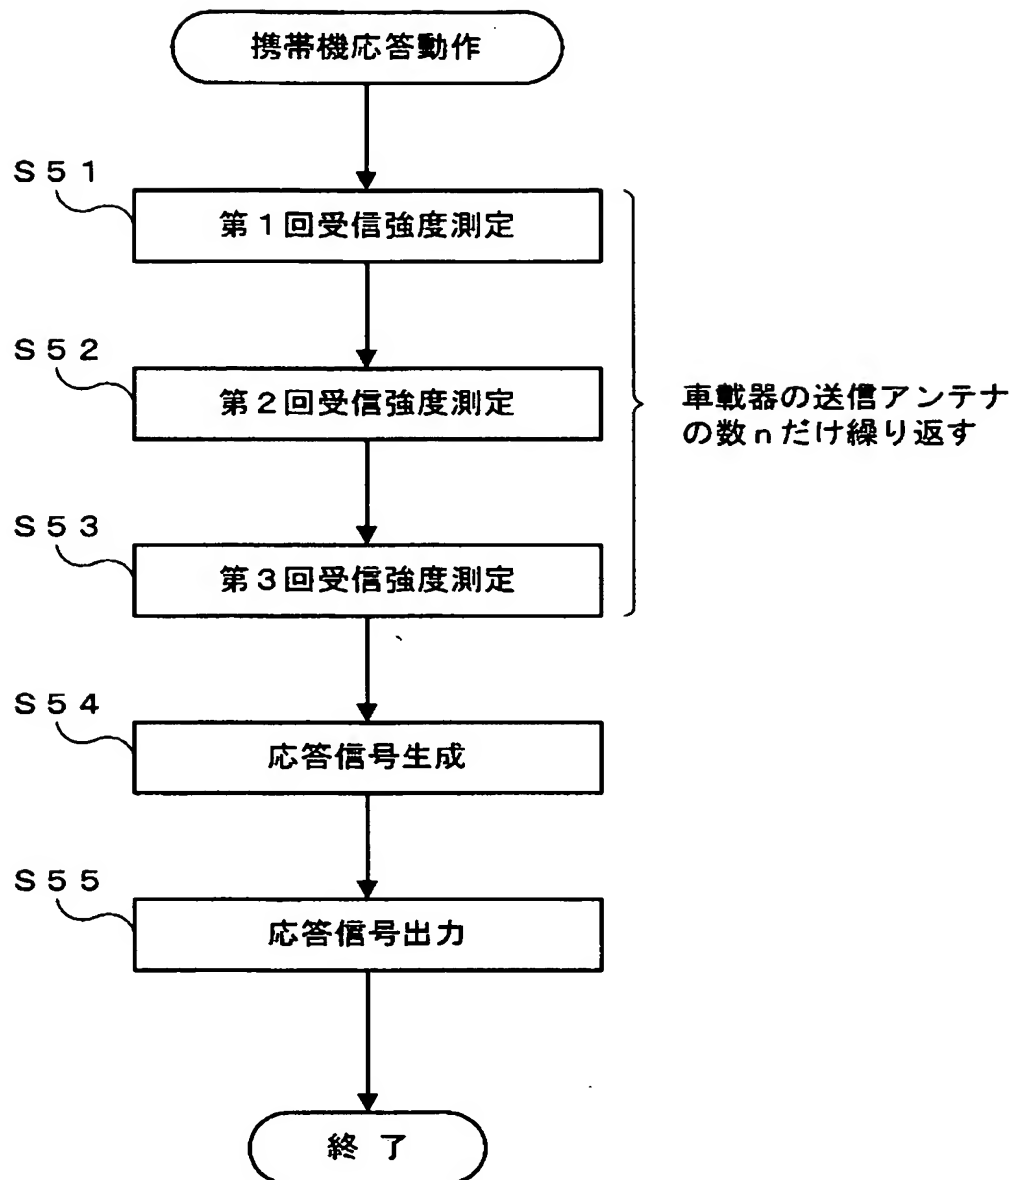 携帯機応答動作
S51
第1回受信強度測定
S52
第2回受信強度測定
車載器の送信アンテナ
の数nだけ繰り返す
S53
第3回受信強度測定
S54
応答信号生成
S55
応答信号出力
終了